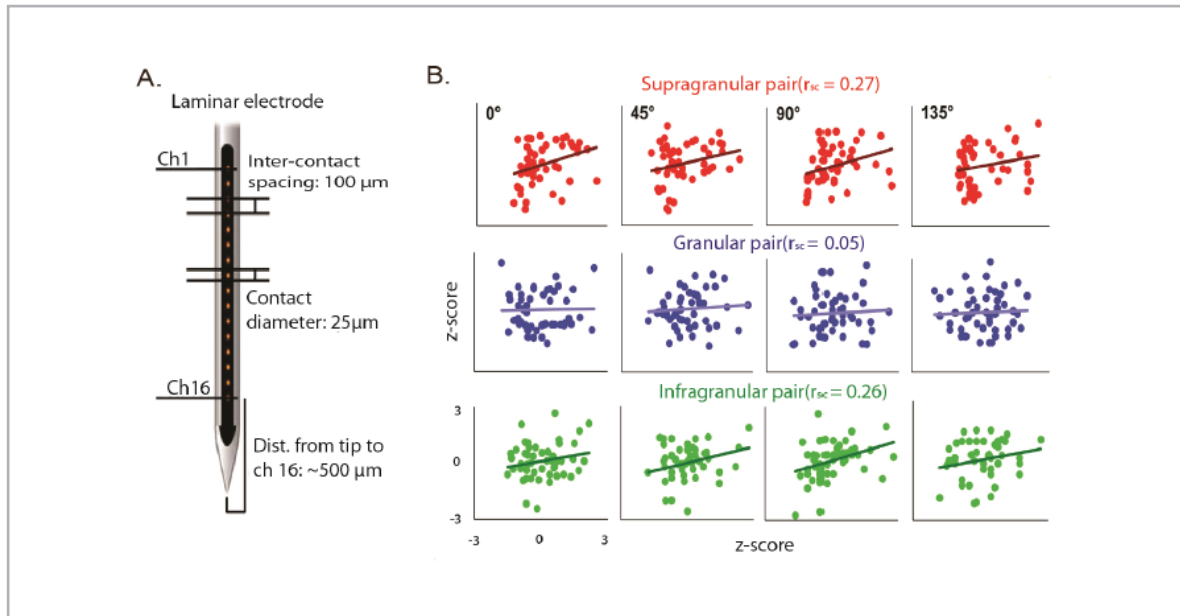 A.
Laminar electrode
Ch1
Inter-contact
spacing: 100 µm
Contact
diameter: 25µm
Ch16
Dist. from tip to
ch 16: ~500 µm
B.
Supragranular pair(rsc = 0.27)
0° 45° 90° 135°
Granular pair(rsc = 0.05)
z-score
Infragranular pair(rsc = 0.26)
3
0
-3
-3 0 3
z-score